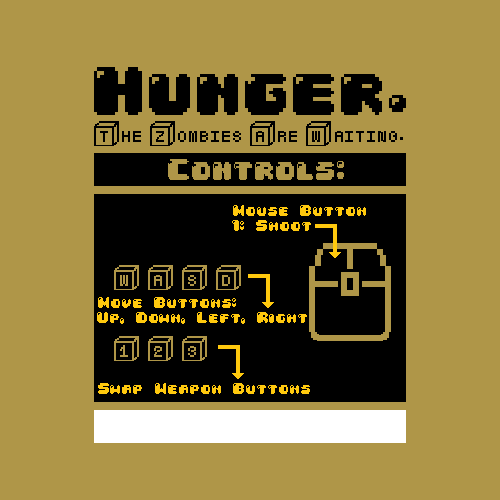 Hunger.
The Zombies Are Waiting.
Controls:
Mouse Button
1: Shoot
W A S D
Move Buttons:
Up, Down, Left, Right
1 2 3
Swap Weapon Buttons